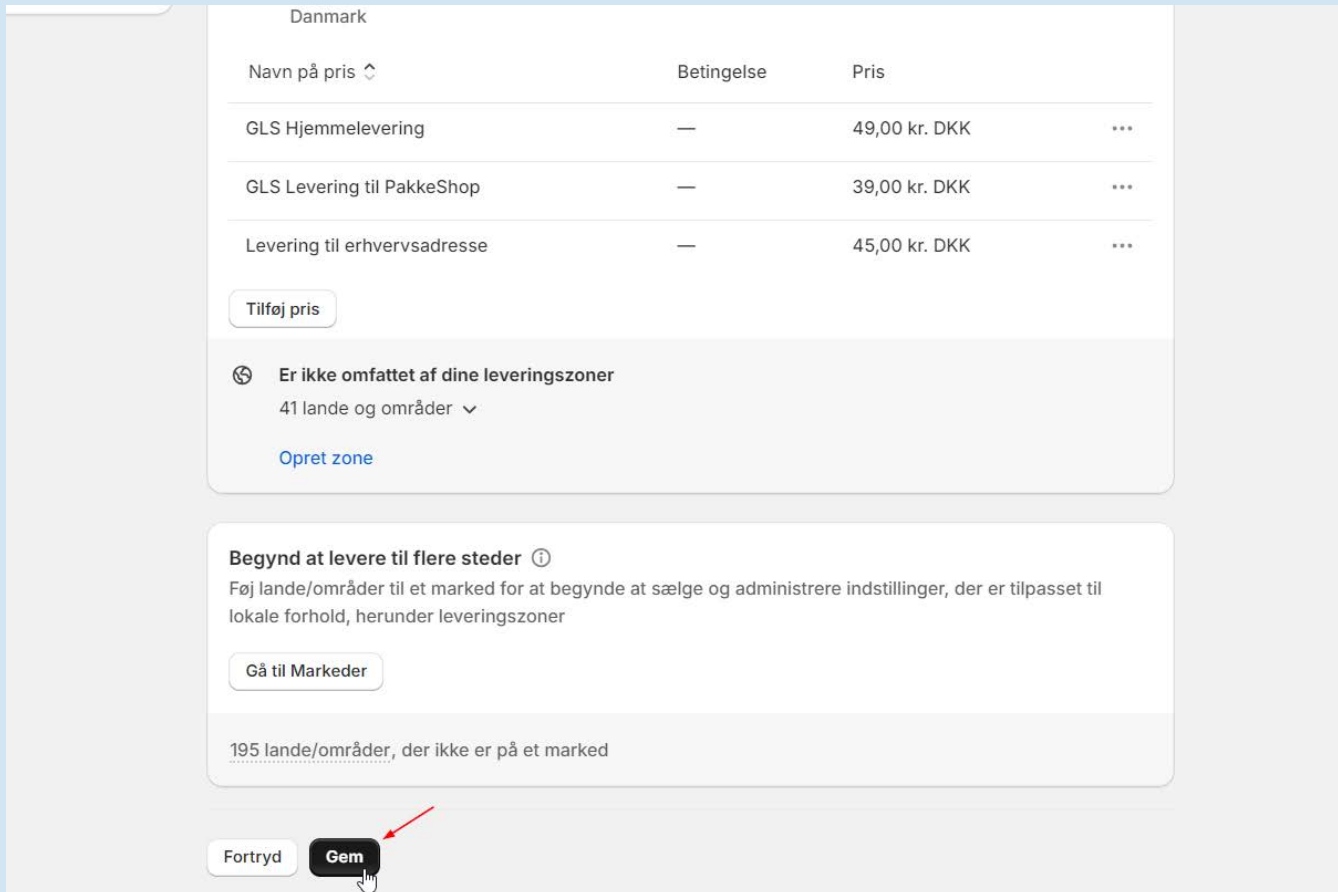 Danmark
Navn på pris Betingelse Pris
GLS Hjemmelevering — 49,00 kr. DKK
GLS Levering til PakkeShop — 39,00 kr. DKK
Levering til erhvervsadresse — 45,00 kr. DKK
Tilføj pris
Er ikke omfattet af dine leveringszoner
41 lande og områder
Opret zone
Begynd at levere til flere steder
Føj lande/områder til et marked for at begynde at sælge og administrere indstillinger, der er tilpasset til
lokale forhold, herunder leveringszoner
Gå til Markeder
195 lande/områder, der ikke er på et marked
Fortryd Gem